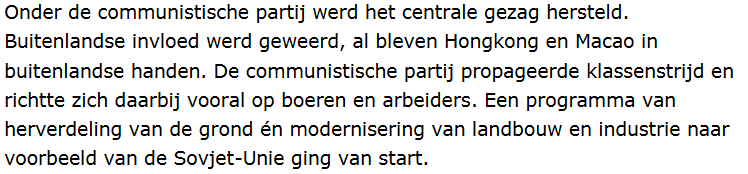 Onder de communistische partij werd het centrale gezag hersteld.
Buitenlandse invloed werd geweerd, al bleven Hongkong en Macao in
buitenlandse handen. De communistische partij propageerde klassenstrijd en
richtte zich daarbij vooral op boeren en arbeiders. Een programma van
herverdeling van de grond én modernisering van landbouw en industrie naar
voorbeeld van de Sovjet-Unie ging van start.